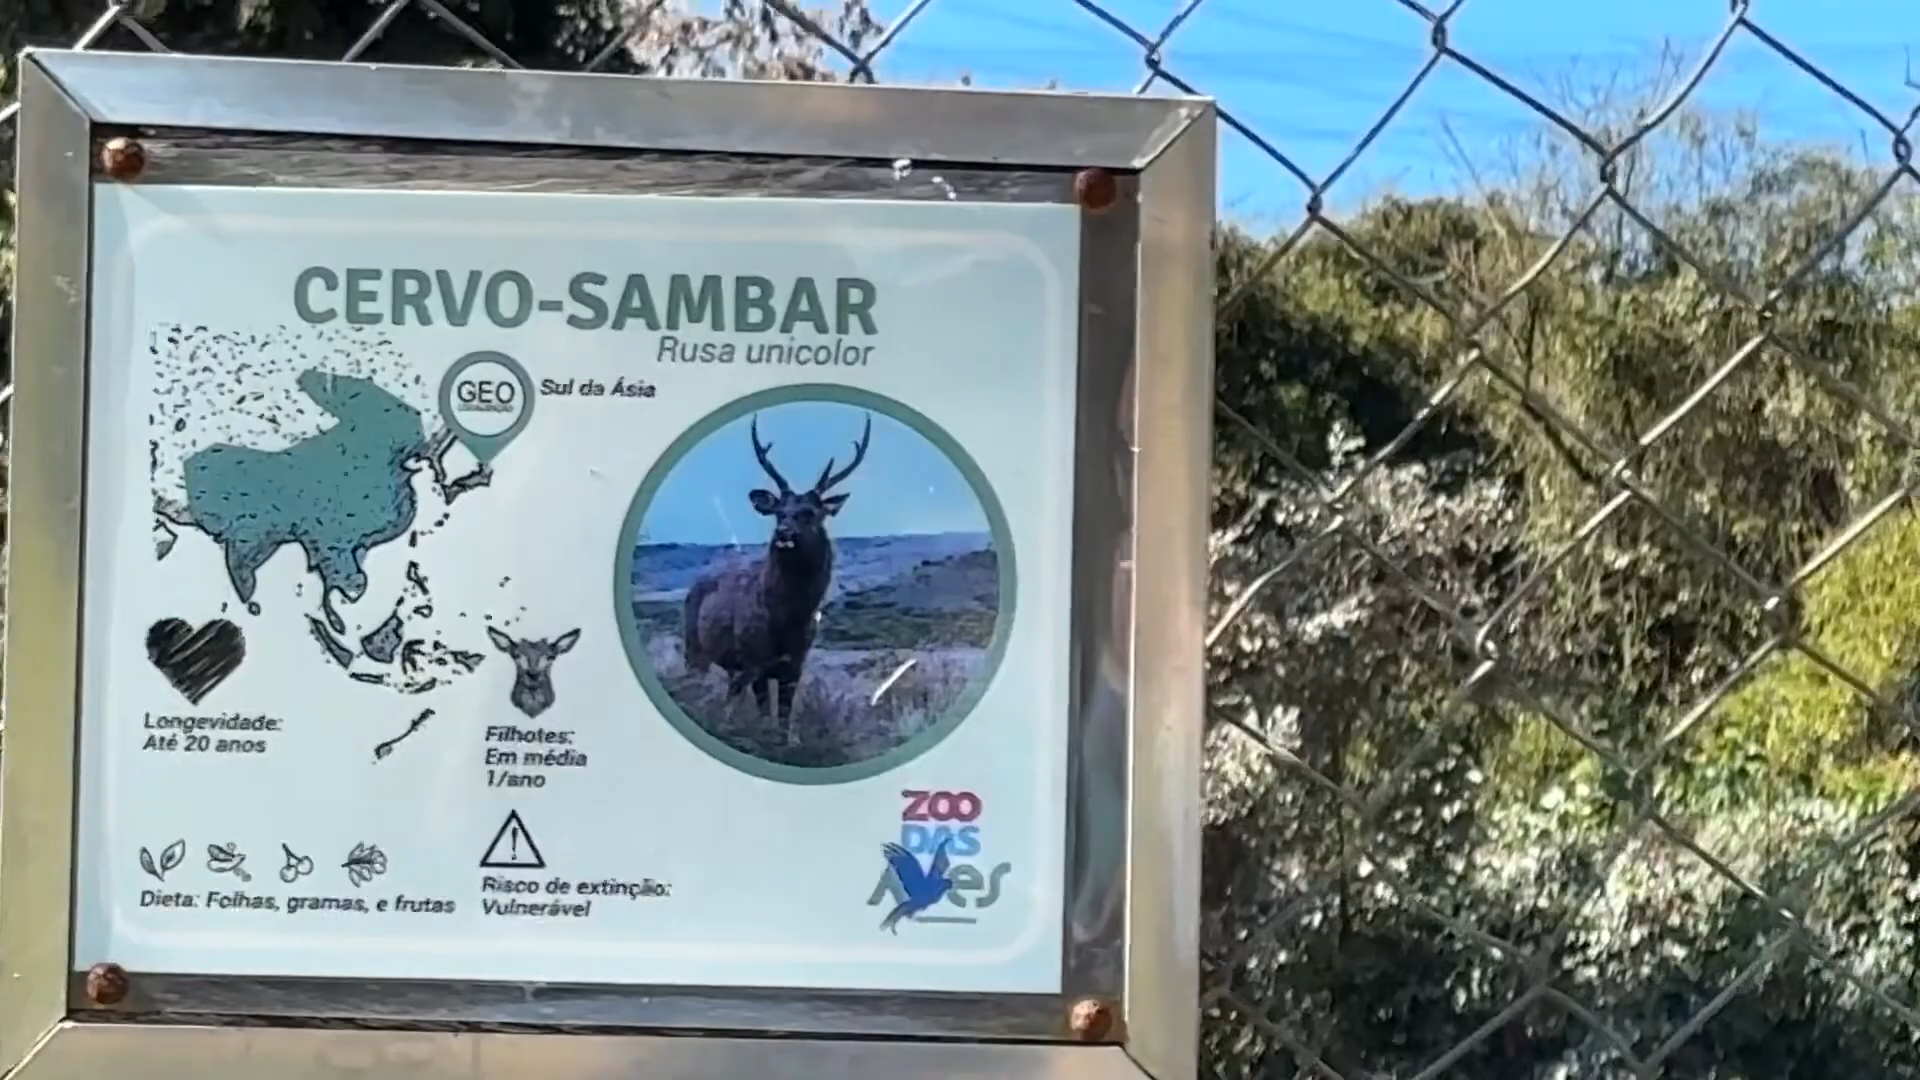 CERVO-SAMBAR
Rusa unicolor
GEO
LOCALIZAÇÃO
Sul da Ásia
Longevidade:
Até 20 anos
Filhotes:
Em média
1/ano
Dieta: Folhas, gramas, e frutas
Risco de extinção:
Vulnerável
ZOO
DAS
Aves